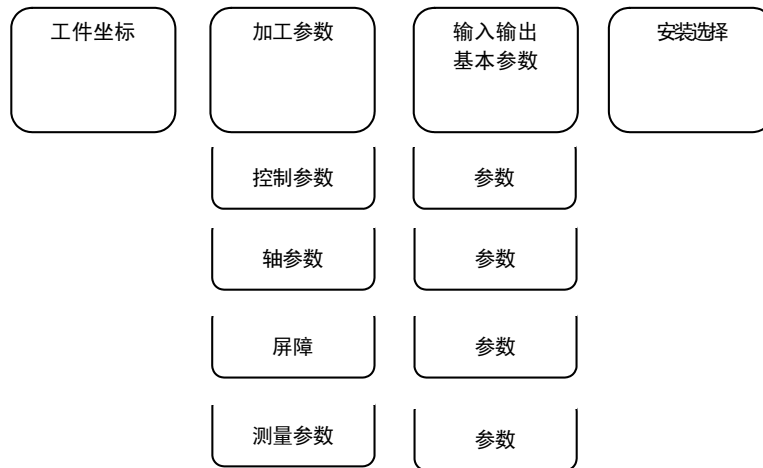 工件坐标
加工参数
输入输出
基本参数
安装选择
控制参数
参数
轴参数
参数
屏障
参数
测量参数
参数